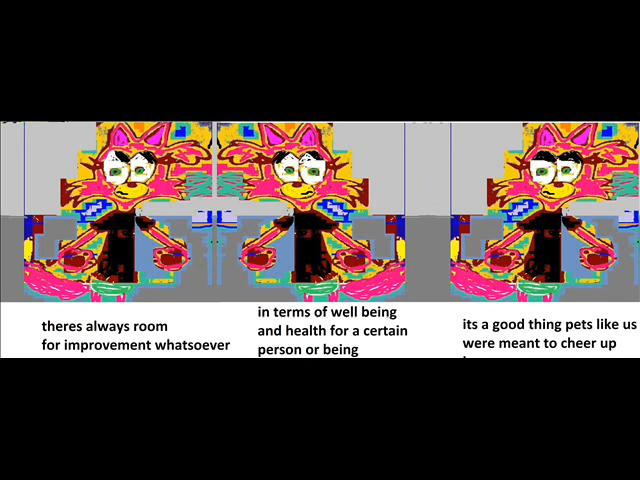 theres always room
for improvement whatsoever
in terms of well being
and health for a certain
person or being
its a good thing pets like us
were meant to cheer up